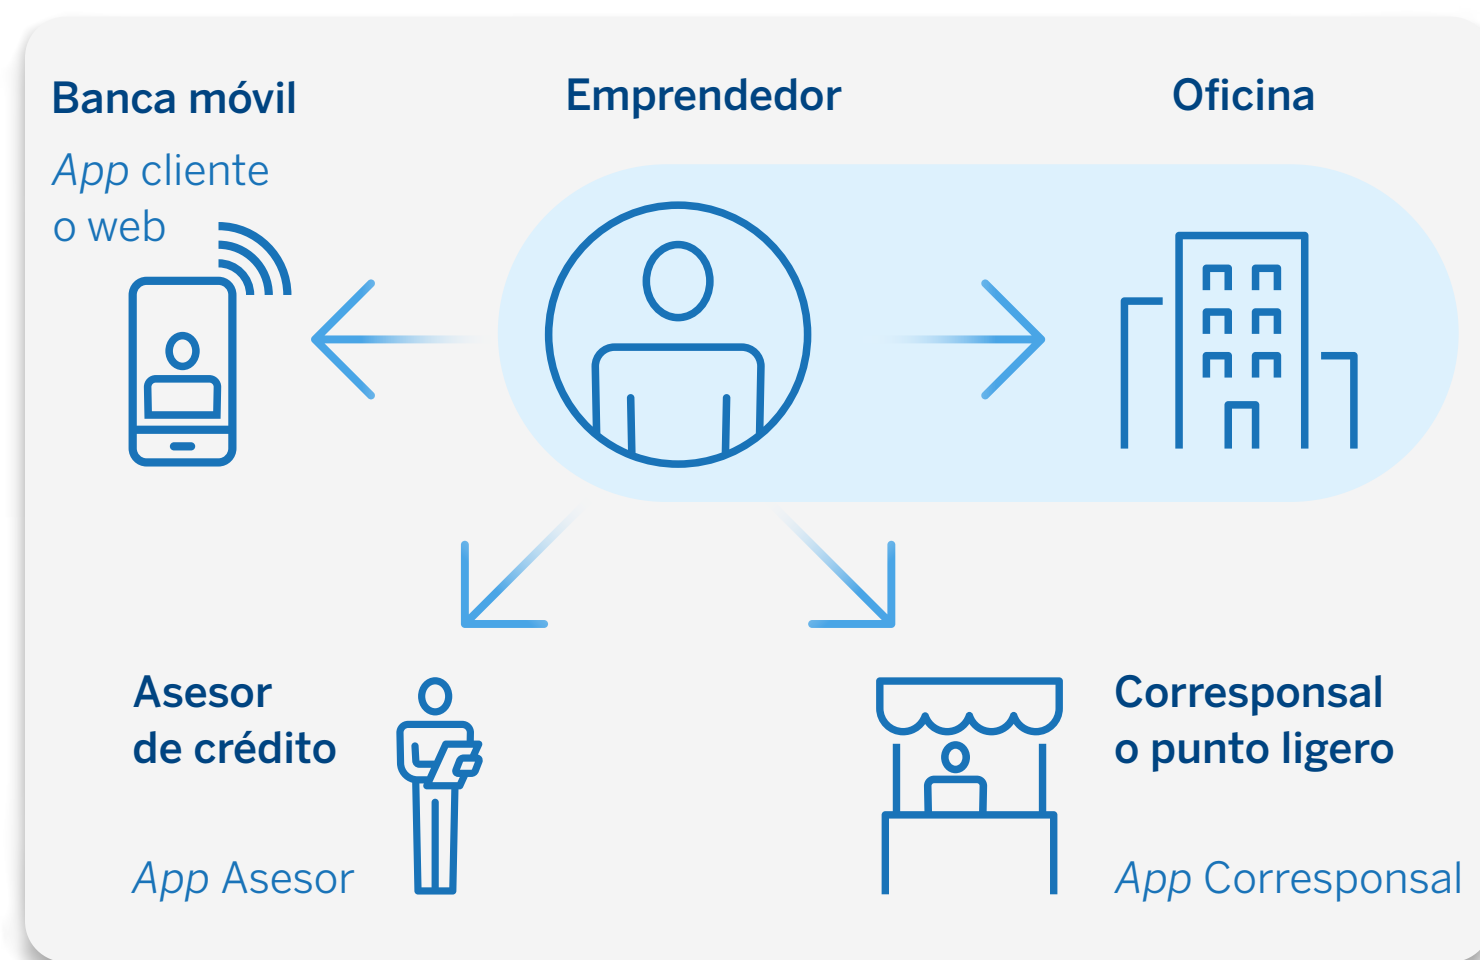 Banca móvil
App cliente
o web
Emprendedor
Oficina
Asesor
de crédito
App Asesor
Corresponsal
o punto ligero
App Corresponsal